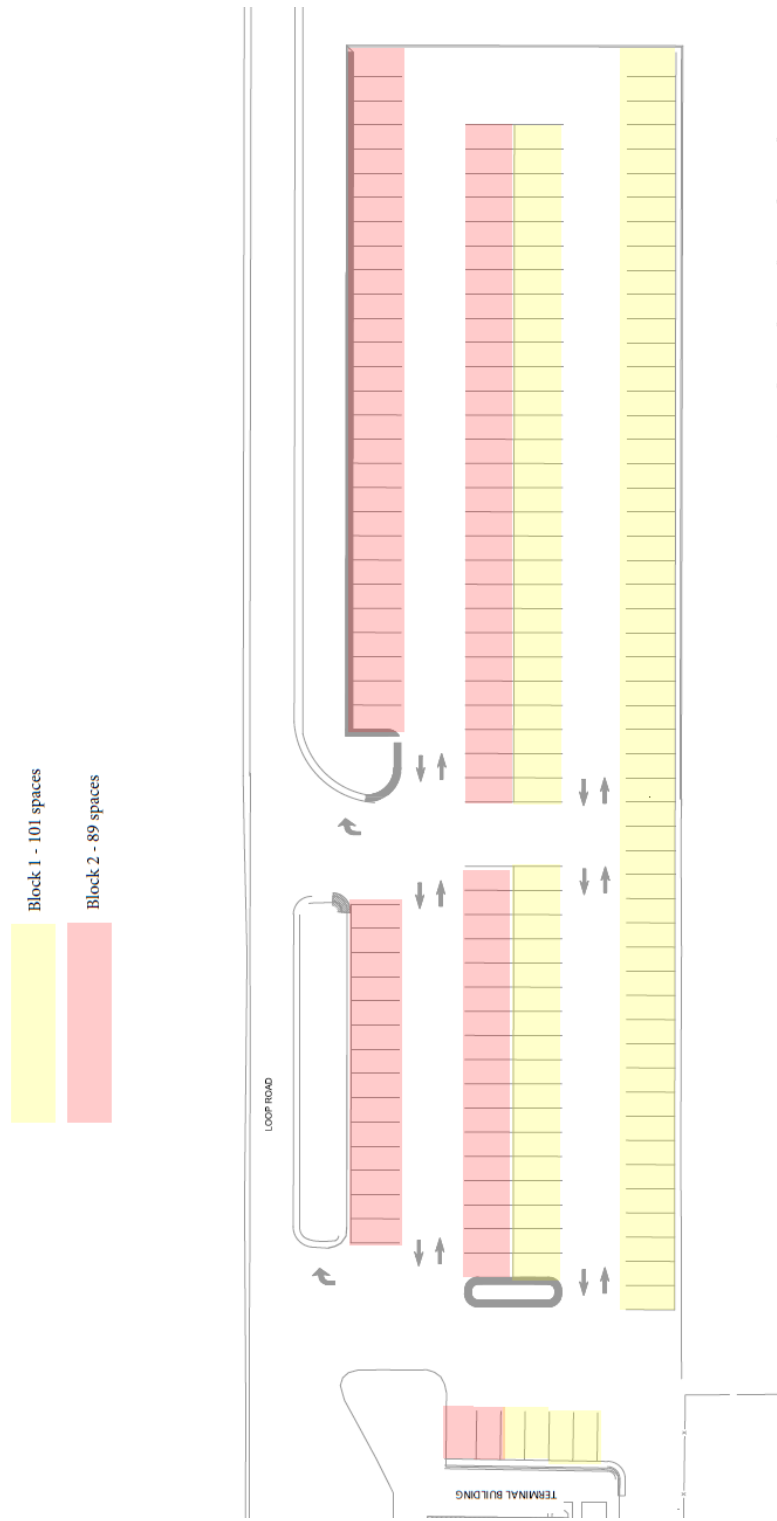 Block 1 - 101 spaces
Block 2 - 89 spaces
LOOP ROAD
TERMINAL BUILDING